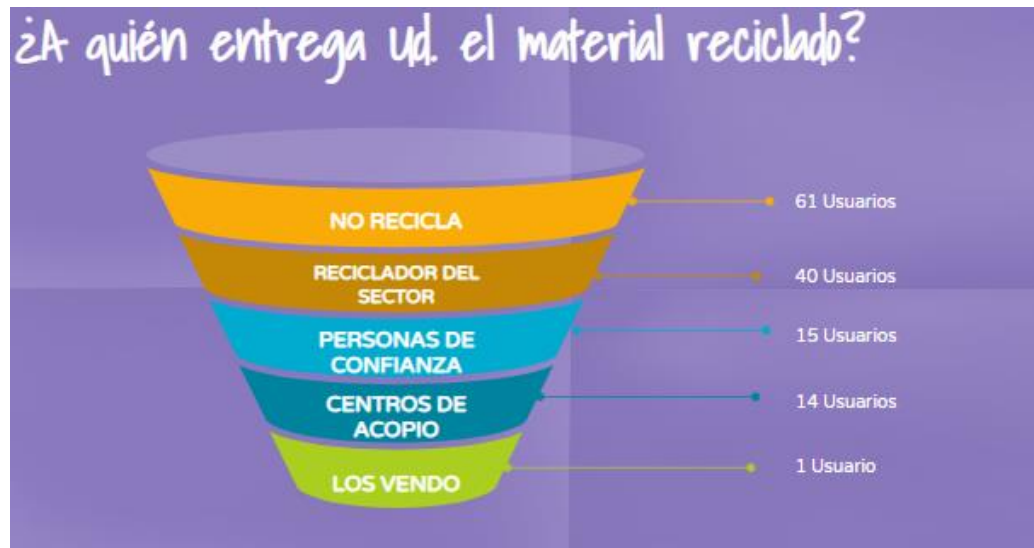 ¿A quién entrega Ud. el material reciclado?
NO RECICLA
61 Usuarios
RECICLADOR DEL
SECTOR
40 Usuarios
PERSONAS DE
CONFIANZA
15 Usuarios
CENTROS DE
ACOPIO
14 Usuarios
LOS VENDO
1 Usuario